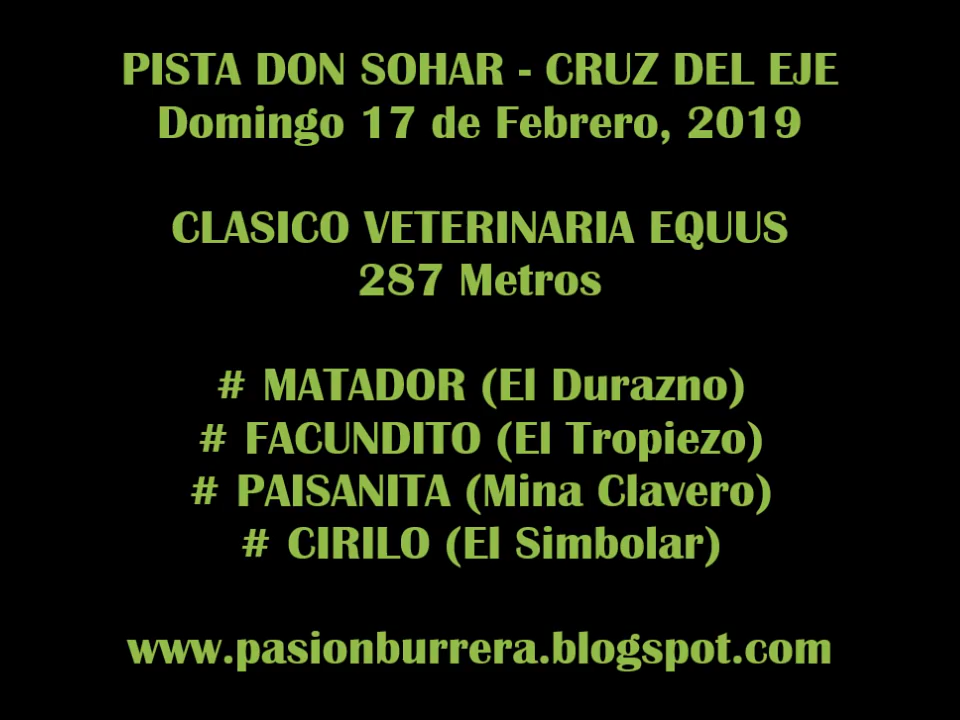 PISTA DON SOHAR - CRUZ DEL EJE
Domingo 17 de Febrero, 2019
CLASICO VETERINARIA EQUUS
287 Metros
# MATADOR (El Durazno)
# FACUNDITO (El Tropiezo)
# PAISANITA (Mina Clavero)
# CIRILO (El Simbolar)
www.pasionburrera.blogspot.com